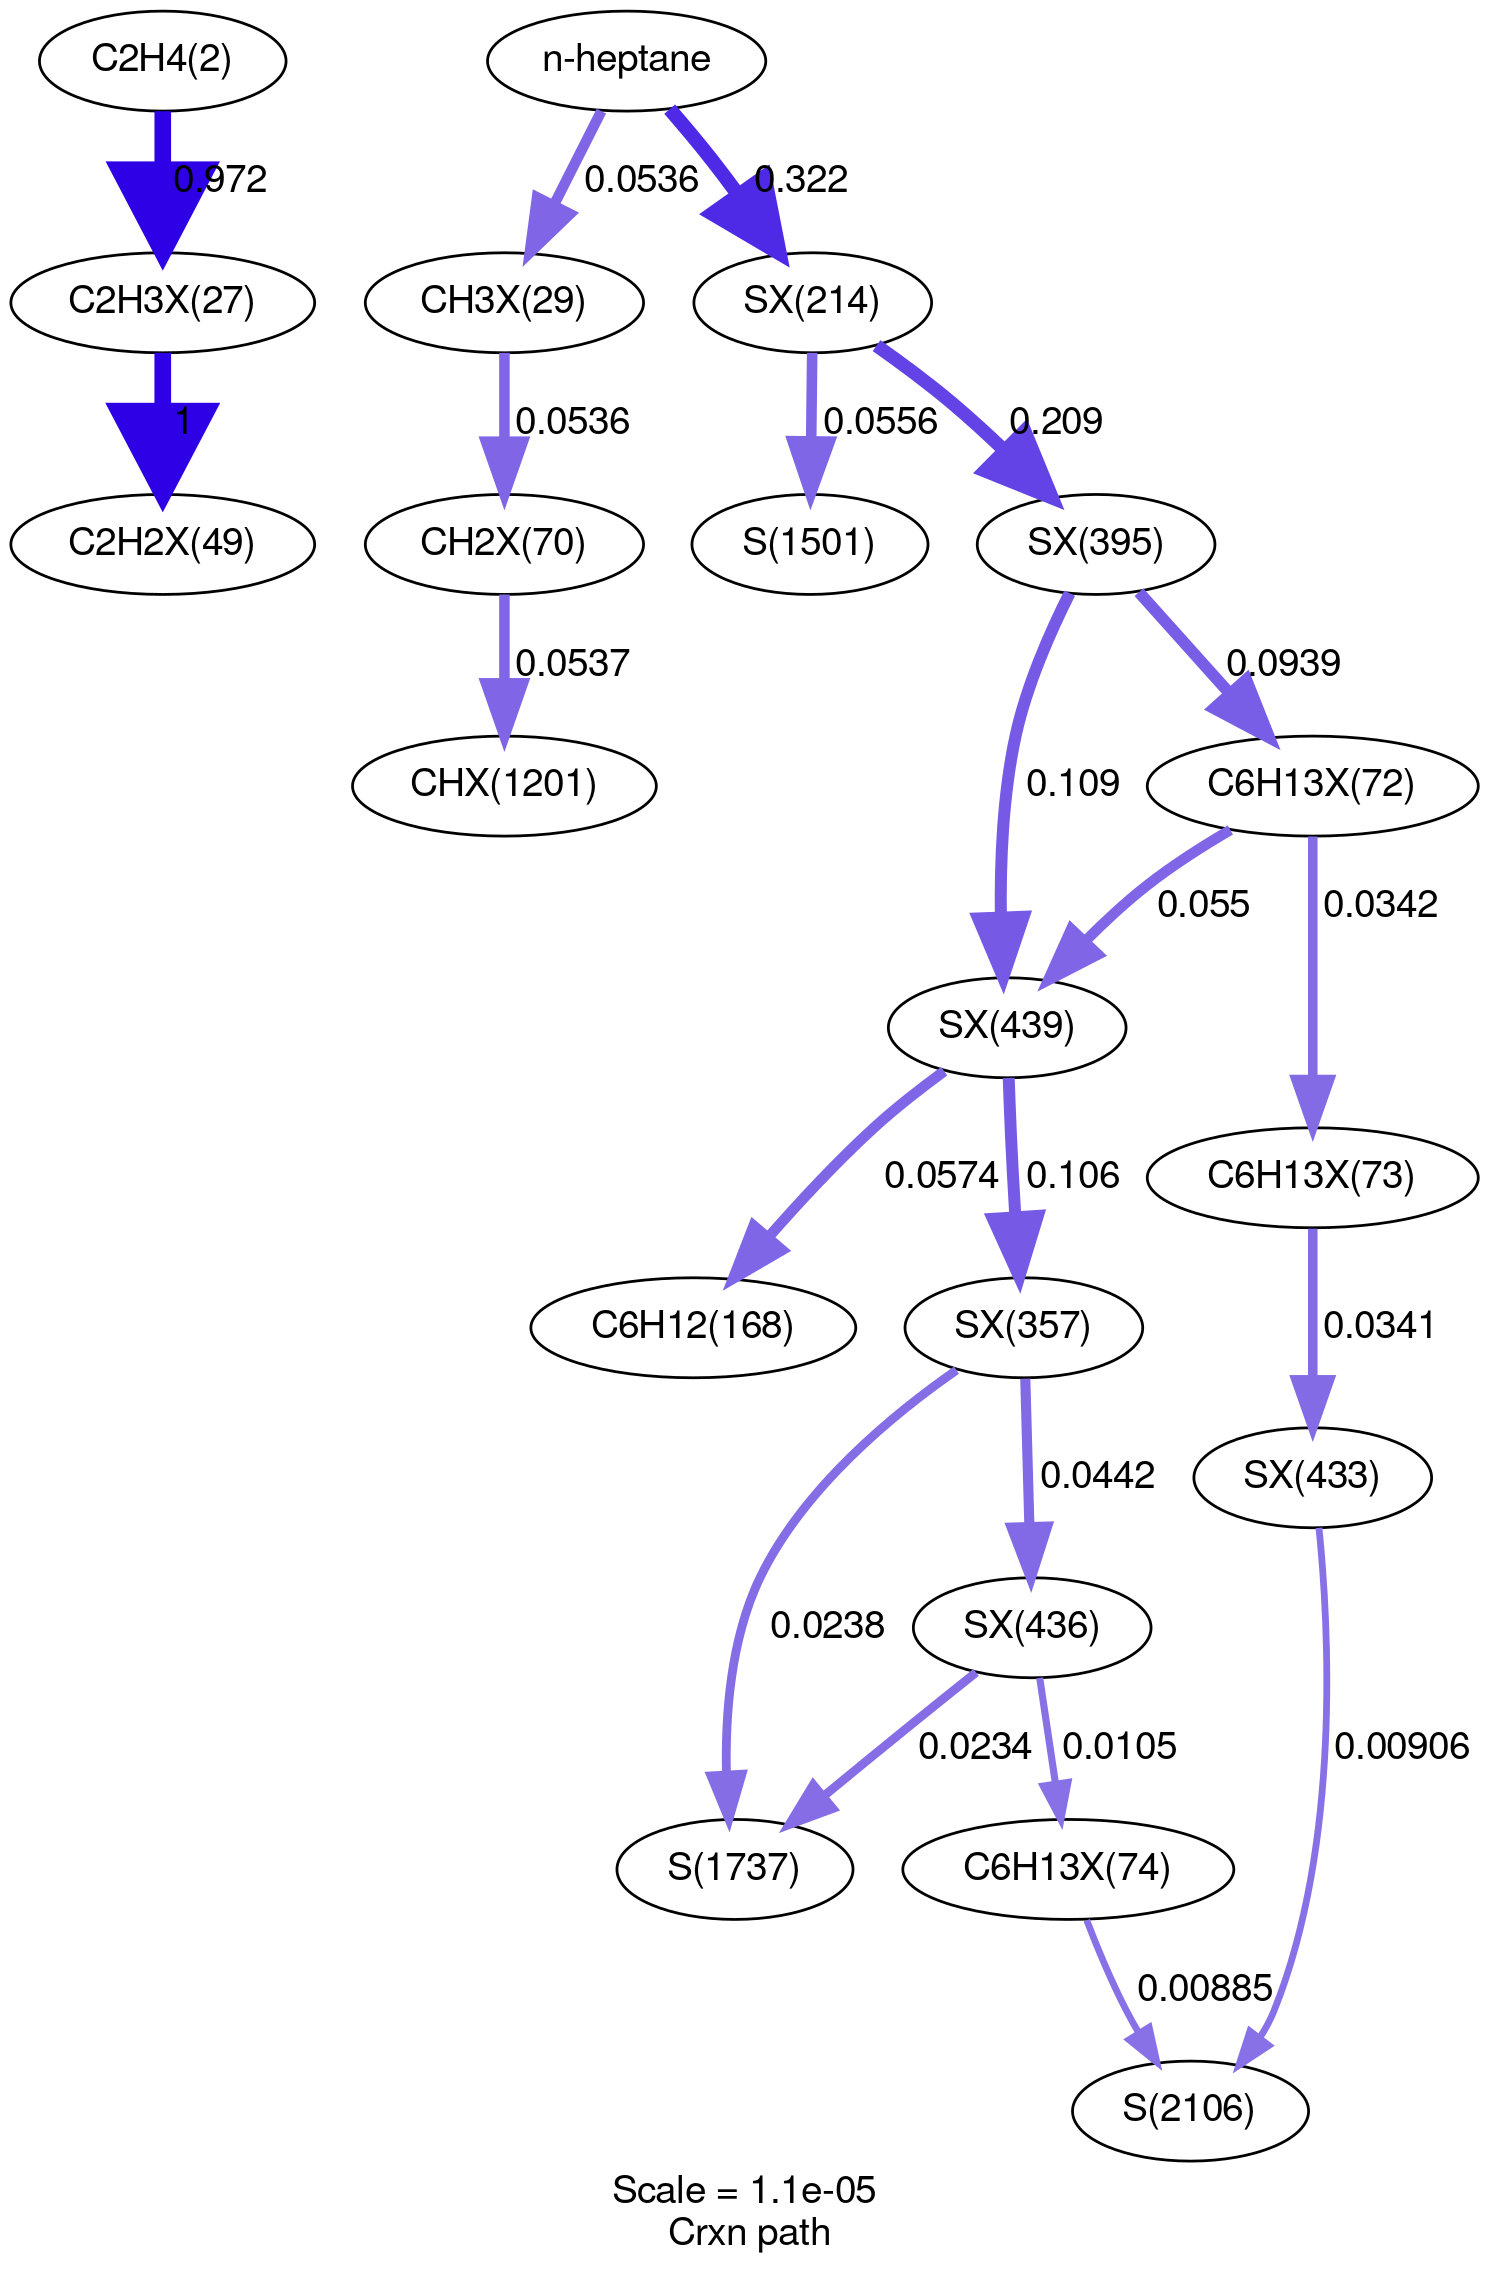 C2H4(2)
n-heptane
0.972
0.0536
0.322
C2H3X(27)
CH3X(29)
SX(214)
1
0.0536
0.0556
0.209
C2H2X(49)
CH2X(70)
S(1501)
SX(395)
0.0537
0.0939
CHX(1201)
0.109
C6H13X(72)
0.055
0.0342
SX(439)
0.0574
0.106
C6H13X(73)
C6H12(168)
SX(357)
0.0341
0.0442
SX(433)
0.0238
SX(436)
0.0234
0.0105
0.00906
S(1737)
C6H13X(74)
0.00885
S(2106)
Scale = 1.1e-05
Crxn path